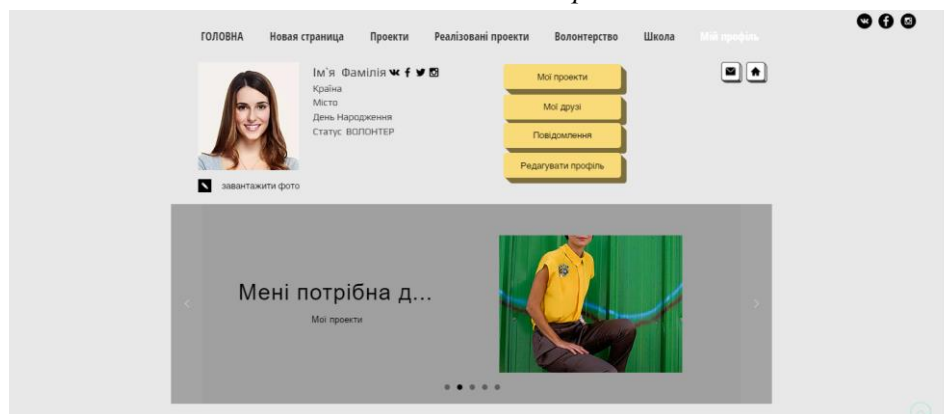 ГОЛОВНА Новая страница Проекти Реалізовані проекти Волонтерство Школа Мій профіль
Ім`я Фамілія
Країна
Місто
День Народження
Статус ВОЛОНТЕР
завантажити фото
Мої проекти
Мої друзі
Повідомлення
Редагувати профіль
Мені потрібна д...
Мої проекти